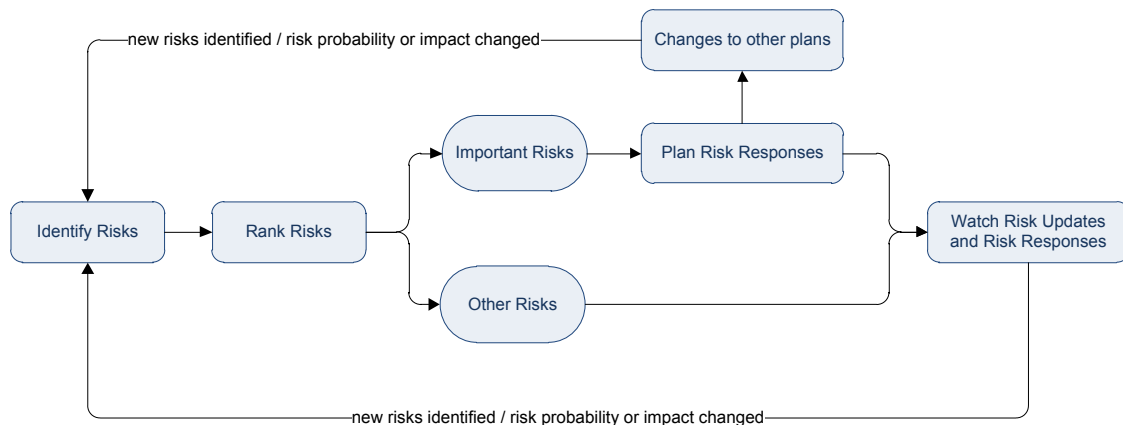 new risks identified / risk probability or impact changed
Changes to other plans
Important Risks
Plan Risk Responses
Identify Risks
Rank Risks
Watch Risk Updates
and Risk Responses
Other Risks
new risks identified / risk probability or impact changed